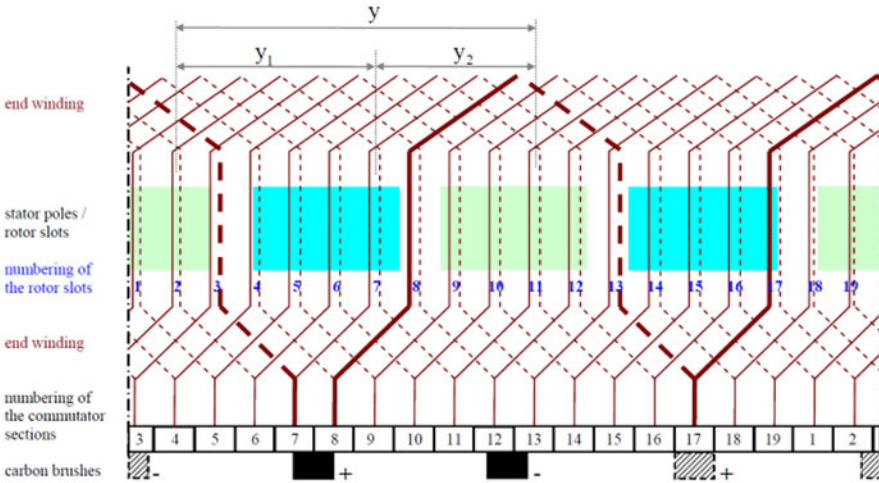 y
y1 y2
end winding
stator poles /
rotor slots
numbering of
the rotor slots
1 2 3 4 5 6 7 8 9 10 11 12 13 14 15 16 17 18 19
end winding
numbering of
the commutator
sections
3 4 5 6 7 8 9 10 11 12 13 14 15 16 17 18 19 1 2
carbon brushes - + - +